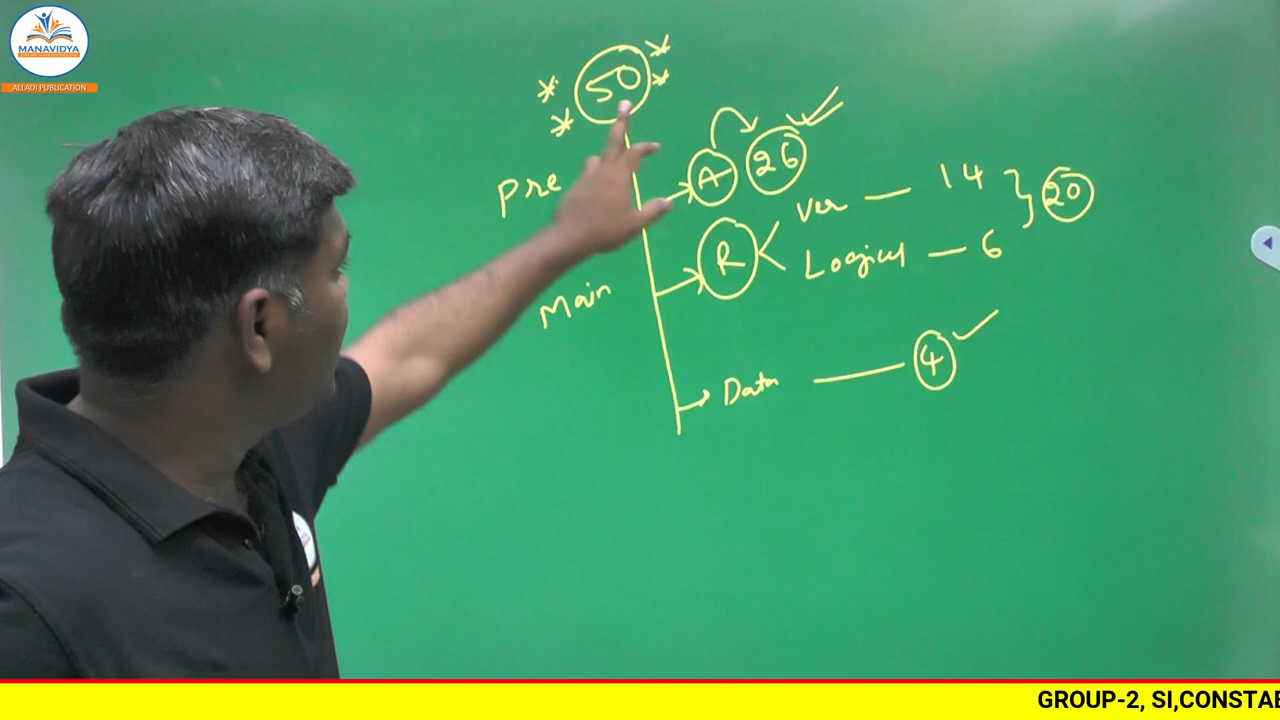 MANAVIDYA
ALLADI PUBLICATION
50
A 26
Pre
Ver — 14
20
R
Logical — 6
Main
Data — 4
GROUP-2, SI,CONSTAB